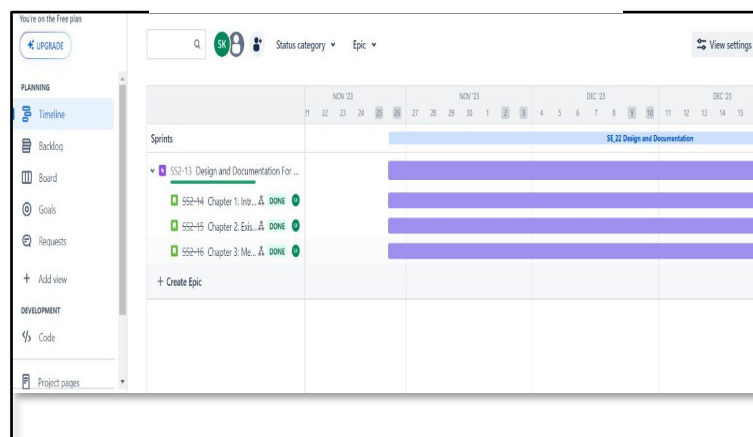 You're on the Free plan
UPGRADE
SK
Status category
Epic
View settings
PLANNING
Timeline
Backlog
Board
Goals
Requests
+ Add view
DEVELOPMENT
Code
Project pages
NOV '23 NOV '23 DEC '23 DEC '23
21 22 23 24 25 26 27 28 29 30 1 2 3 4 5 6 7 8 9 10 11 12 13 14 15
Sprints
SE_22 Design and Documentation
SS2-13 Design and Documentation For ...
SS2-14 Chapter 1: Intr... DONE SK
SS2-15 Chapter 2: Exis... DONE SK
SS2-16 Chapter 3: Me... DONE SK
+ Create Epic